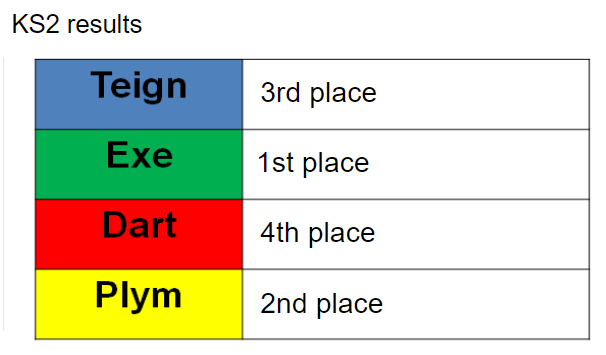 KS2 results
Teign 3rd place
Exe 1st place
Dart 4th place
Plym 2nd place